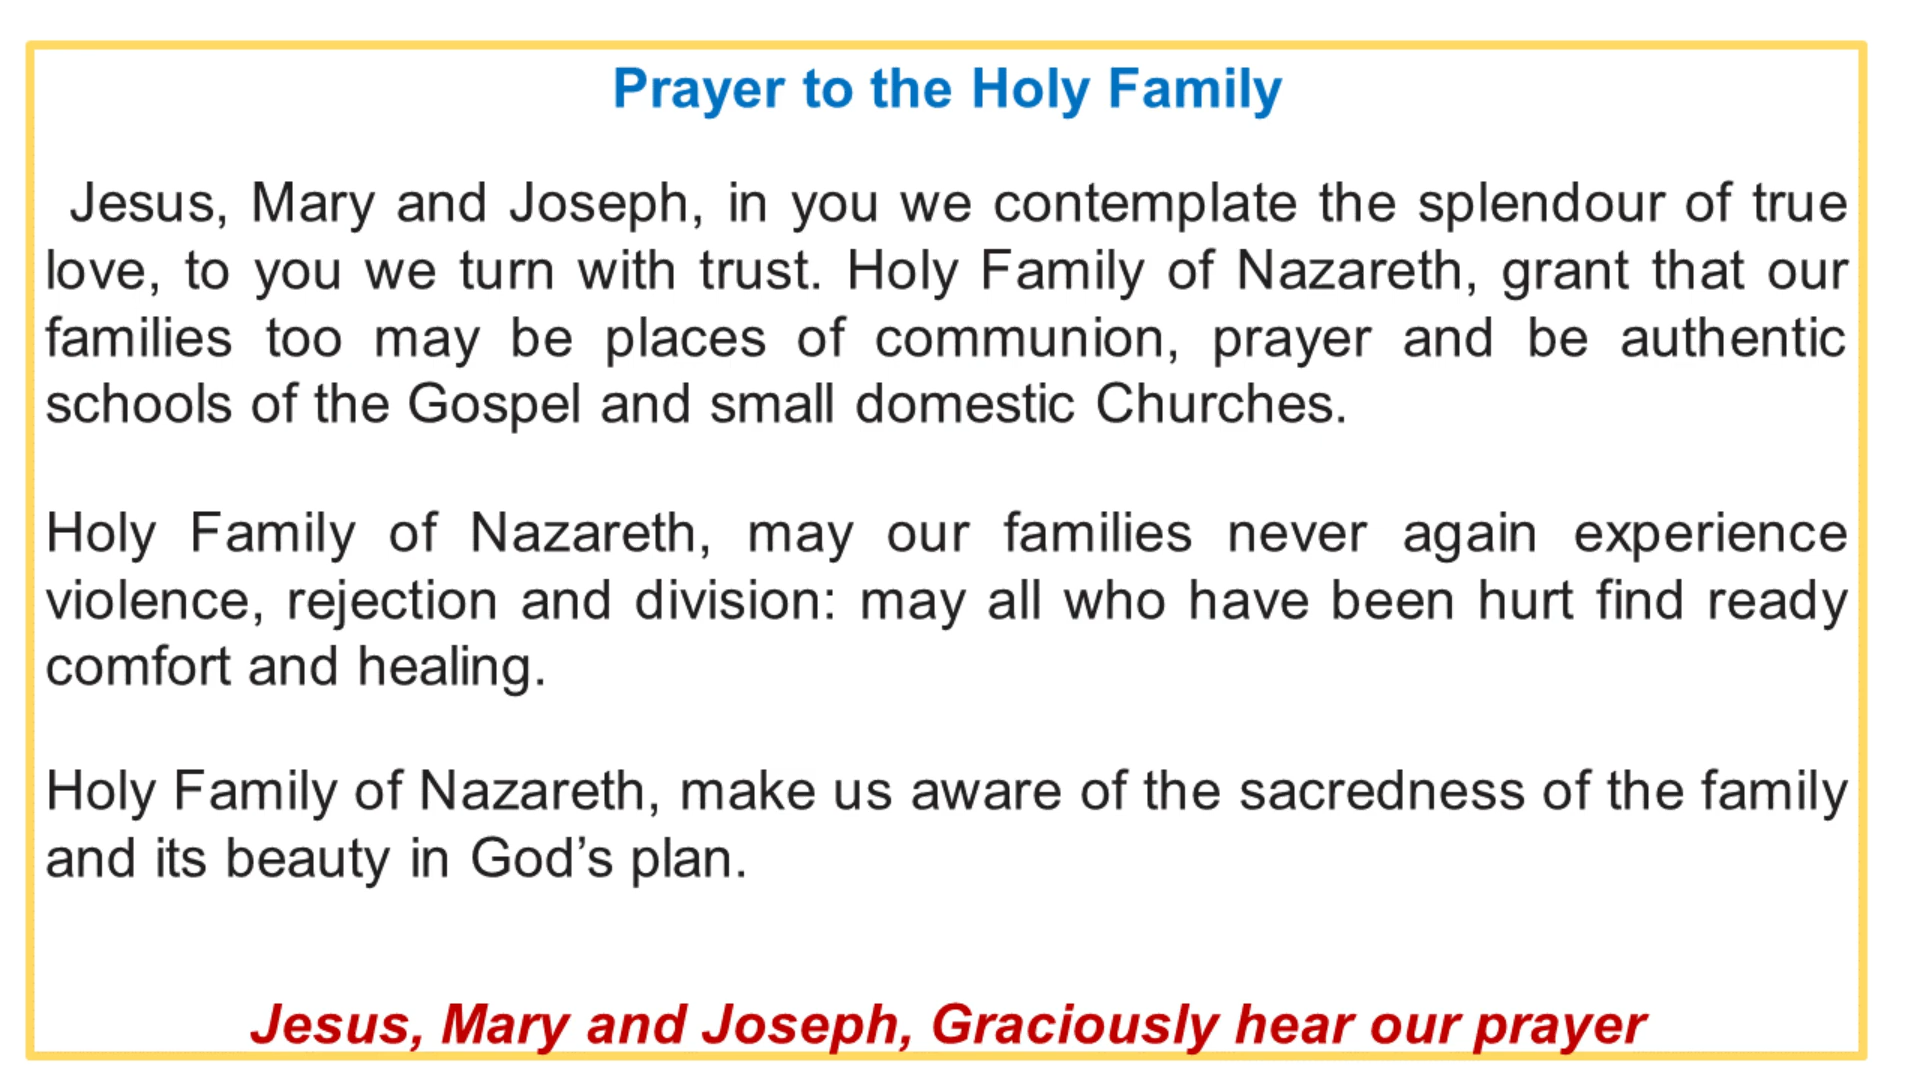 Prayer to the Holy Family
Jesus, Mary and Joseph, in you we contemplate the splendour of true
love, to you we turn with trust. Holy Family of Nazareth, grant that our
families too may be places of communion, prayer and be authentic
schools of the Gospel and small domestic Churches.
Holy Family of Nazareth, may our families never again experience
violence, rejection and division: may all who have been hurt find ready
comfort and healing.
Holy Family of Nazareth, make us aware of the sacredness of the family
and its beauty in God’s plan.
Jesus, Mary and Joseph, Graciously hear our prayer